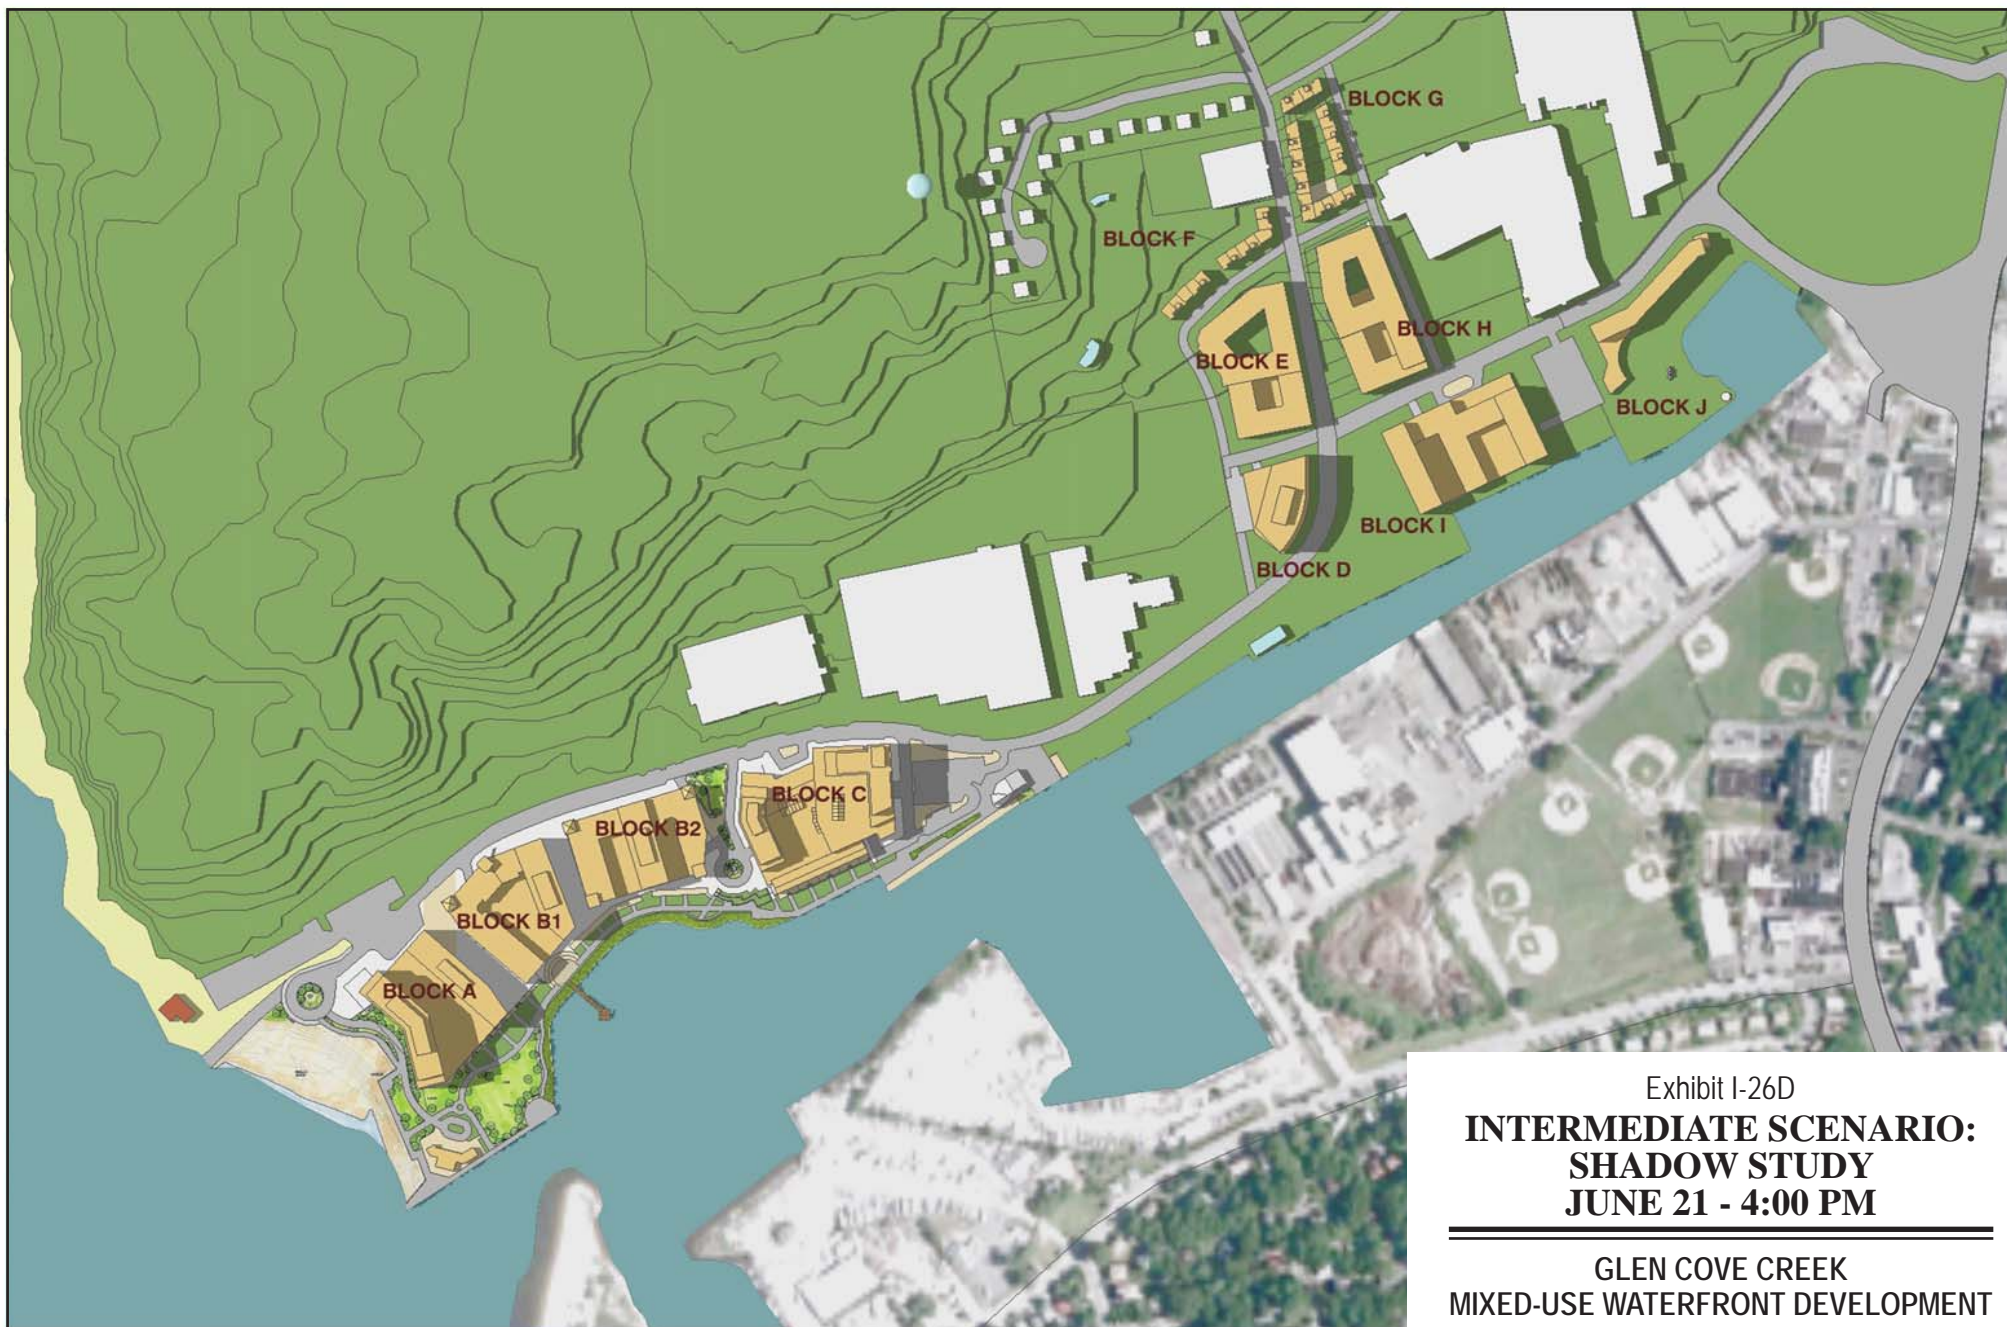 BLOCK G
BLOCK F
BLOCK H
BLOCK E
BLOCK J
BLOCK I
BLOCK D
BLOCK C
BLOCK B2
BLOCK B1
BLOCK A
Exhibit I-26D
INTERMEDIATE SCENARIO:
SHADOW STUDY
JUNE 21 - 4:00 PM
GLEN COVE CREEK
MIXED-USE WATERFRONT DEVELOPMENT